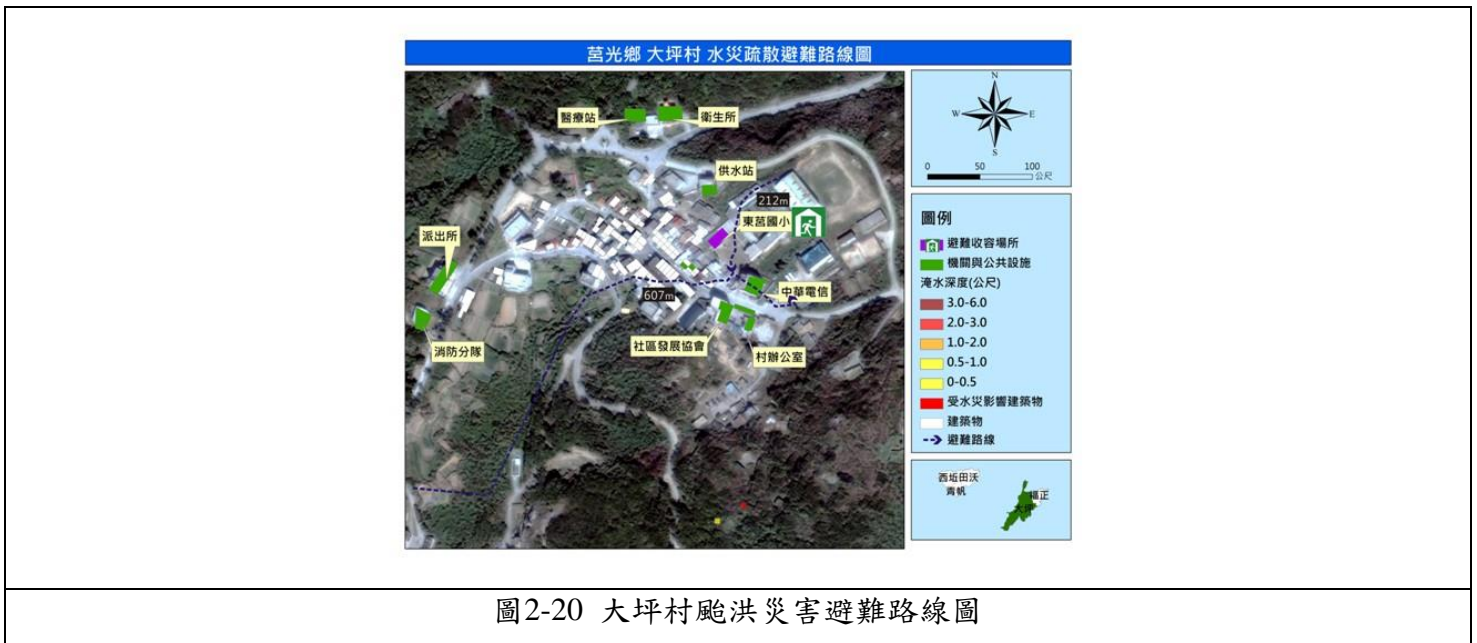 莒光鄉 大坪村 水災疏散避難路線圖
醫療站
衛生所
供水站
212m
東莒國小
派出所
中華電信
607m
消防分隊
社區發展協會
村辦公室
N
W
E
S
0 50 100
公尺
圖例
避難收容場所
機關與公共設施
淹水深度(公尺)
3.0-6.0
2.0-3.0
1.0-2.0
0.5-1.0
0-0.5
受水災影響建築物
建築物
避難路線
西坵田沃
青帆
福正
大坪
圖2-20 大坪村颱洪災害避難路線圖